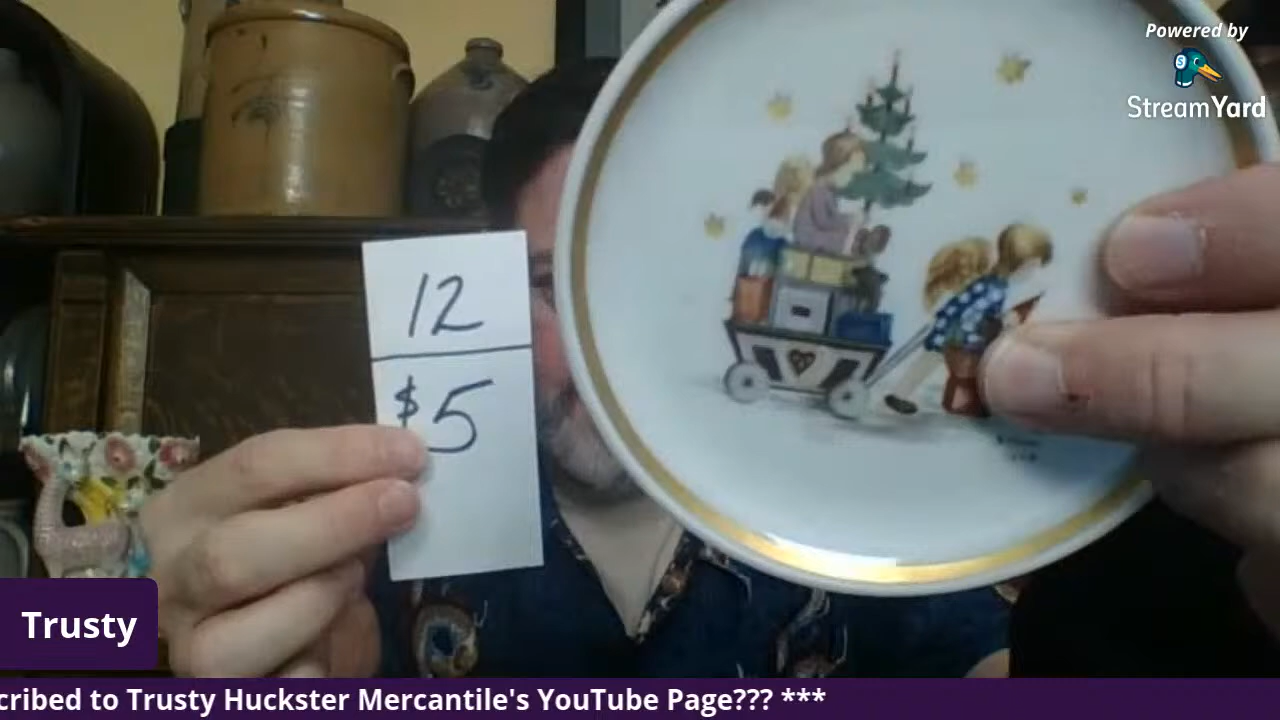 Powered by
StreamYard
12
$5
Trusty
cribed to Trusty Huckster Mercantile's YouTube Page??? ***